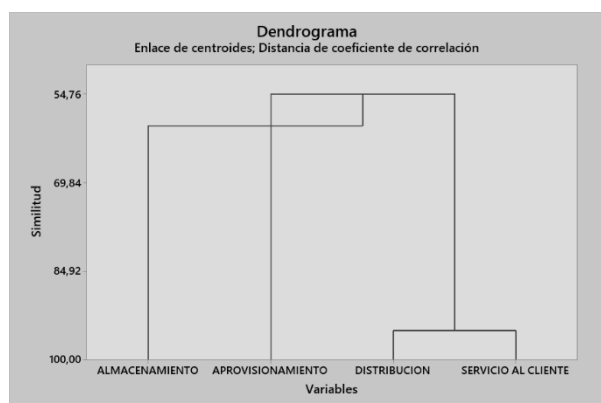 Dendrograma
Enlace de centroides; Distancia de coeficiente de correlación
54,76
69,84
84,92
100,00
Similitud
ALMACENAMIENTO APROVISIONAMIENTO DISTRIBUCION SERVICIO AL CLIENTE
Variables